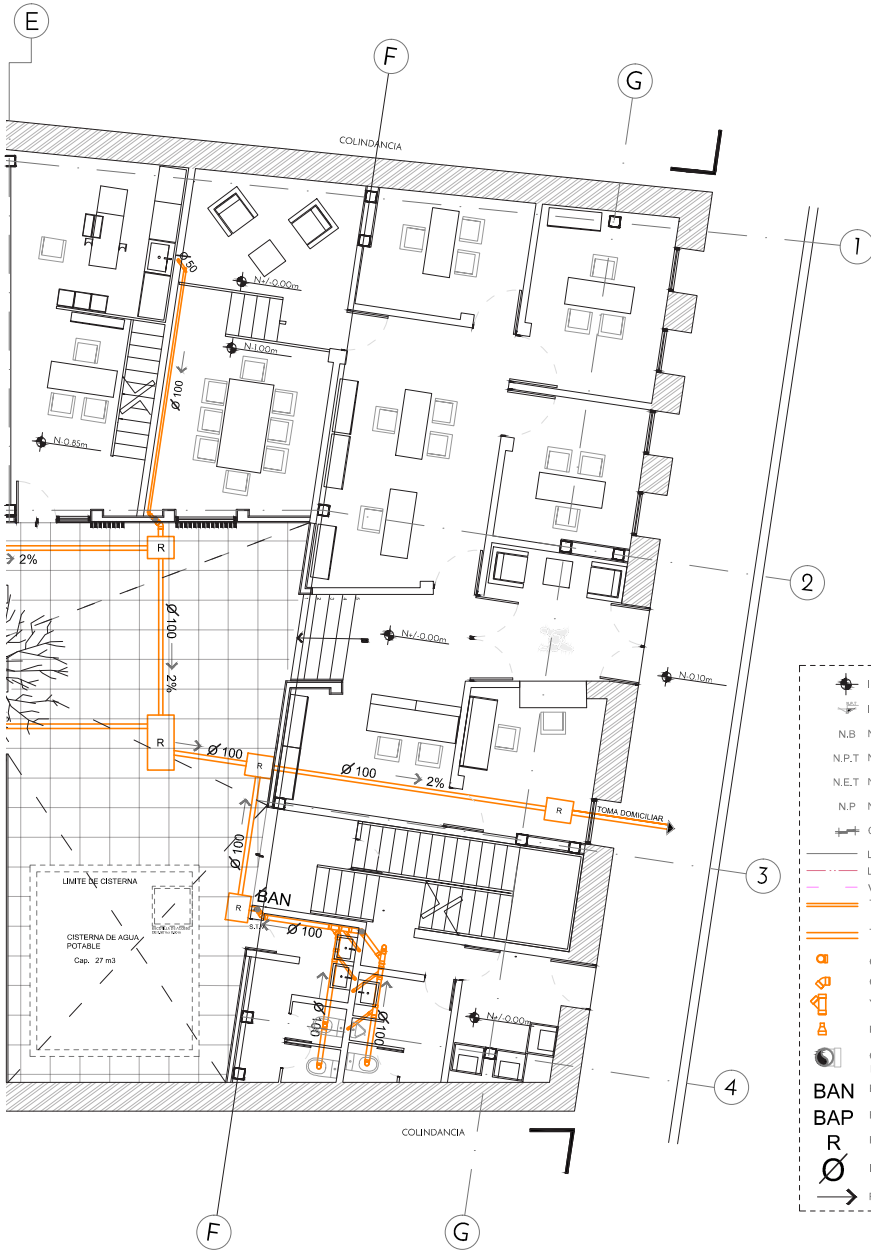 E
F
G
COLINDANCIA
1
Ø 50
N+/-0.00m
N-1.00m
Ø 100
N-0.85m
R
2%
2
Ø 100
2%
N+/-0.00m
N-0.10m
R
Ø 100
R
Ø 100
2%
R
TOMA DOMICILIAR
Ø 100
3
LIMITE DE CISTERNA
R
BAN
Ø 100
CISTERNA DE AGUA
POTABLE
Cap. 27 m3
Ø 100
Ø 100
N+/-0.00m
4
COLINDANCIA
F
G
N.B
N.P.T
N.E.T
N.P
BAN
BAP
R
Ø